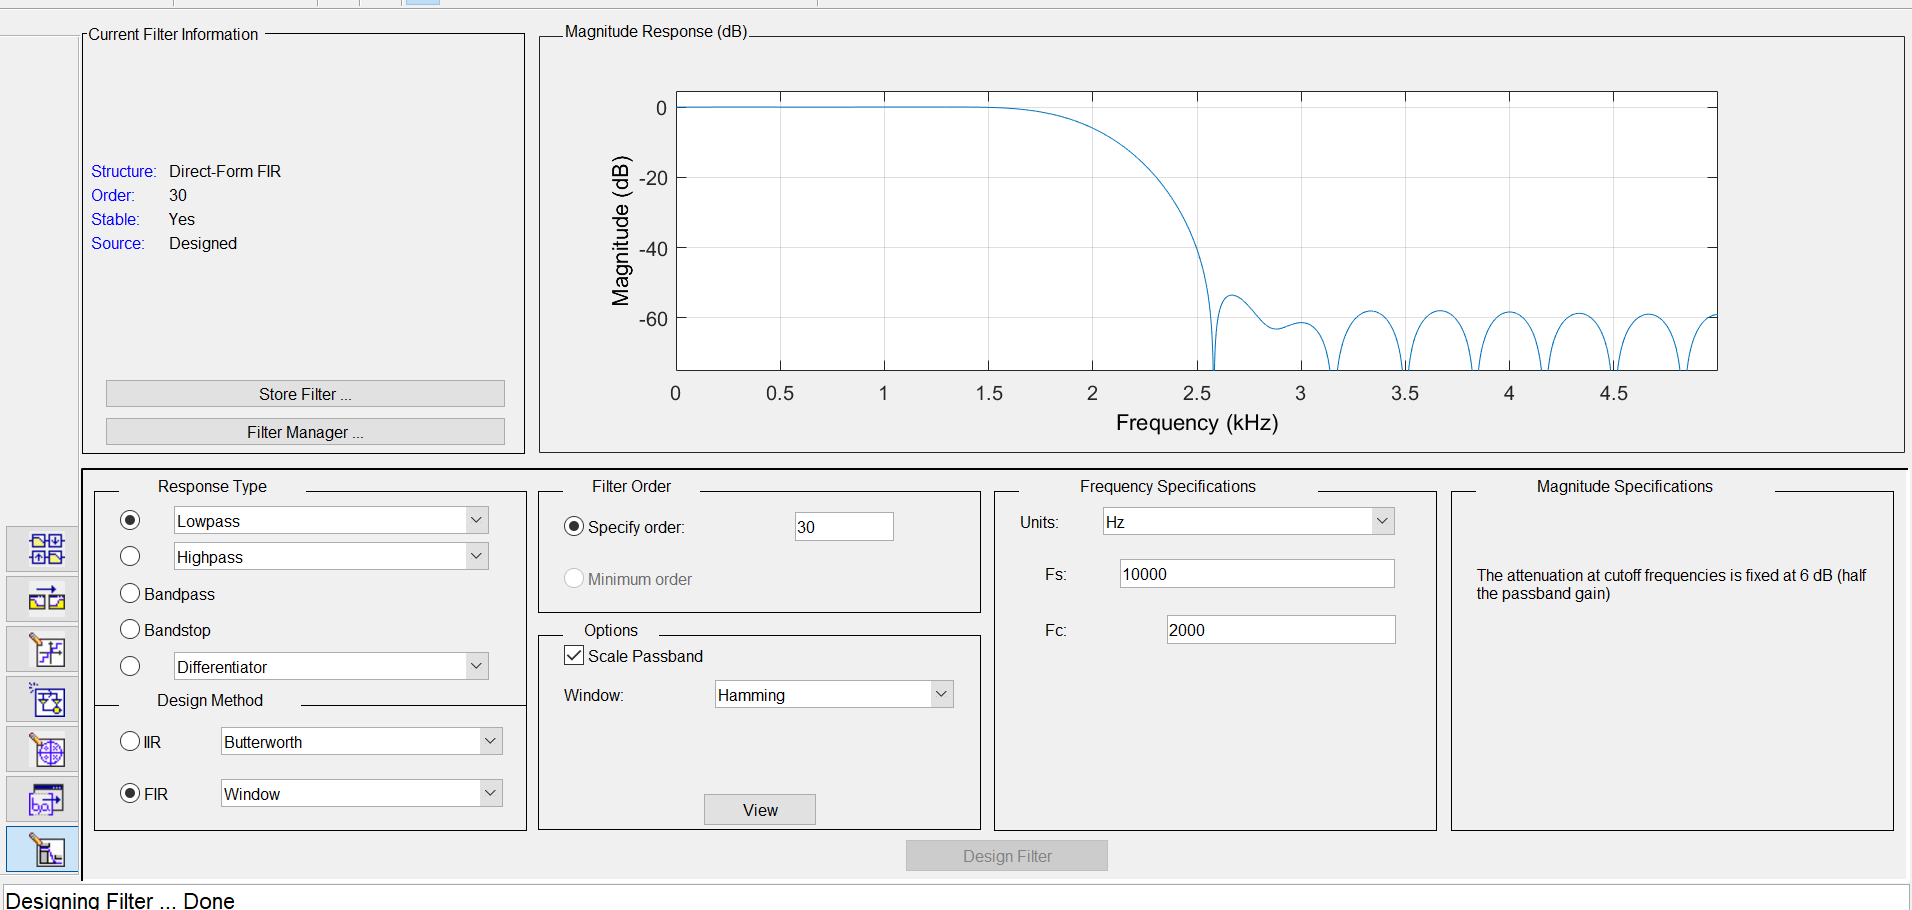 Current Filter Information
Structure: Direct-Form FIR
Order: 30
Stable: Yes
Source: Designed
Store Filter ...
Filter Manager ...
Magnitude Response (dB)
Magnitude (dB)
0
-20
-40
-60
0 0.5 1 1.5 2 2.5 3 3.5 4 4.5
Frequency (kHz)
Response Type
Lowpass
Highpass
Bandpass
Bandstop
Differentiator
Design Method
IIR Butterworth
FIR Window
Filter Order
Specify order: 30
Minimum order
Options
Scale Passband
Window: Hamming
View
Frequency Specifications
Units: Hz
Fs: 10000
Fc: 2000
Magnitude Specifications
The attenuation at cutoff frequencies is fixed at 6 dB (half
the passband gain)
Design Filter
Designing Filter ... Done